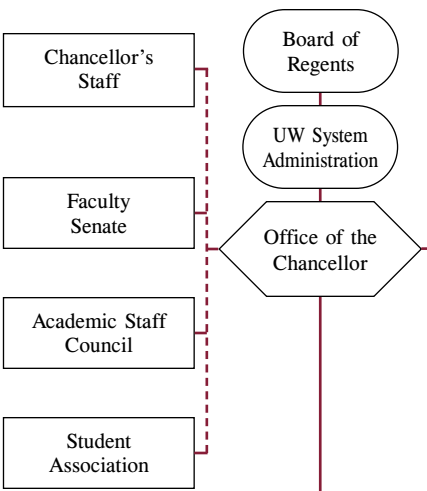 Chancellor's
Staff
Board of
Regents
UW System
Administration
Faculty
Senate
Office of the
Chancellor
Academic Staff
Council
Student
Association